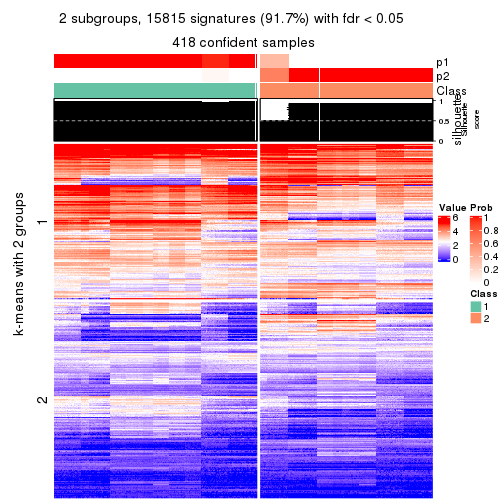 2 subgroups, 15815 signatures (91.7%) with fdr < 0.05
418 confident samples
p1
p2
Class
1
0.5
0
silhouette
Silhouette
score
k-means with 2 groups
1
2
Value
6
4
2
0
Prob
1
0.8
0.6
0.4
0.2
0
Class
1
2